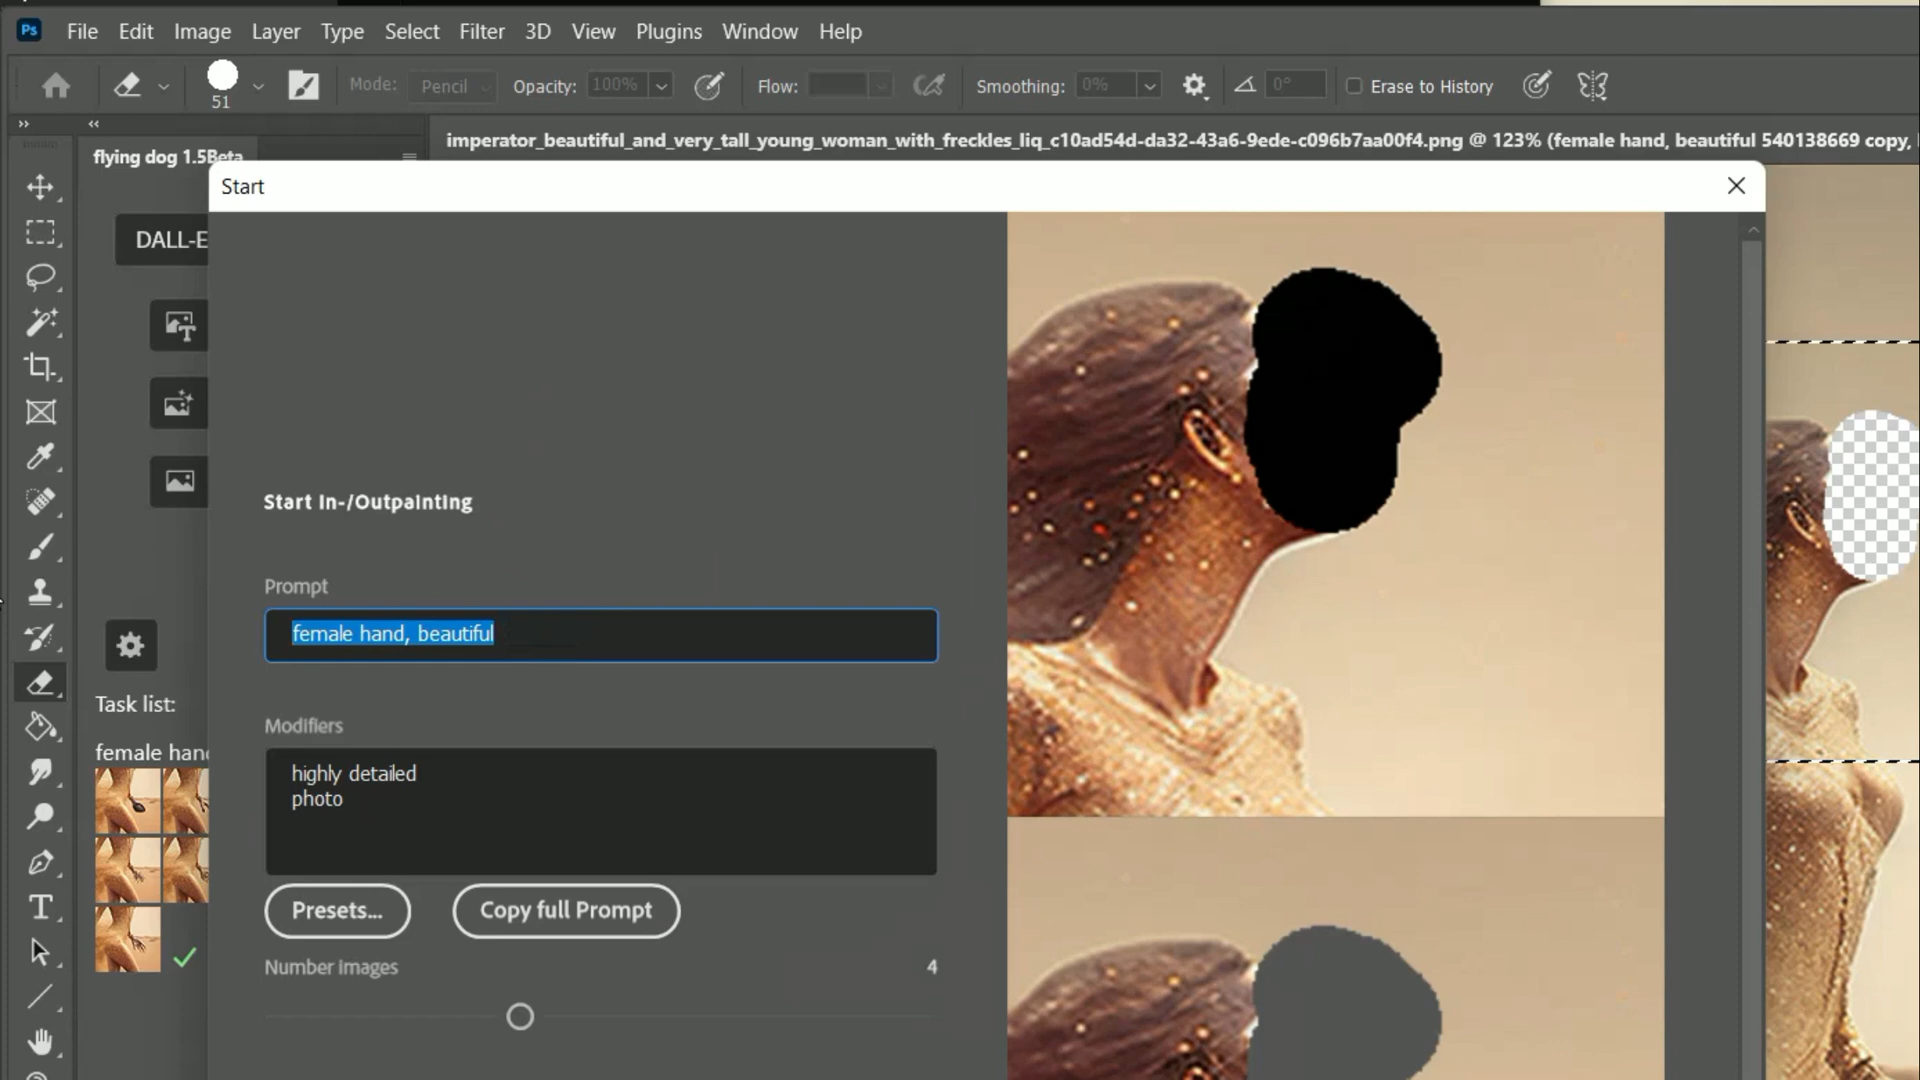 Ps File Edit Image Layer Type Select Filter 3D View Plugins Window Help
51 Mode: Pencil Opacity: 100% Flow: Smoothing: 0% 0° Erase to History
imperator_beautiful_and_very_tall_young_woman_with_freckles_liq_c10ad54d-da32-43a6-9ede-c096b7aa00f4.png @ 123% (female hand, beautiful 540138669 copy,
flying dog 1.5Beta
Start
DALL-E
Start In-/Outpainting
Prompt
female hand, beautiful
Modifiers
highly detailed
photo
Presets...
Copy full Prompt
Number images 4
Task list:
female hand